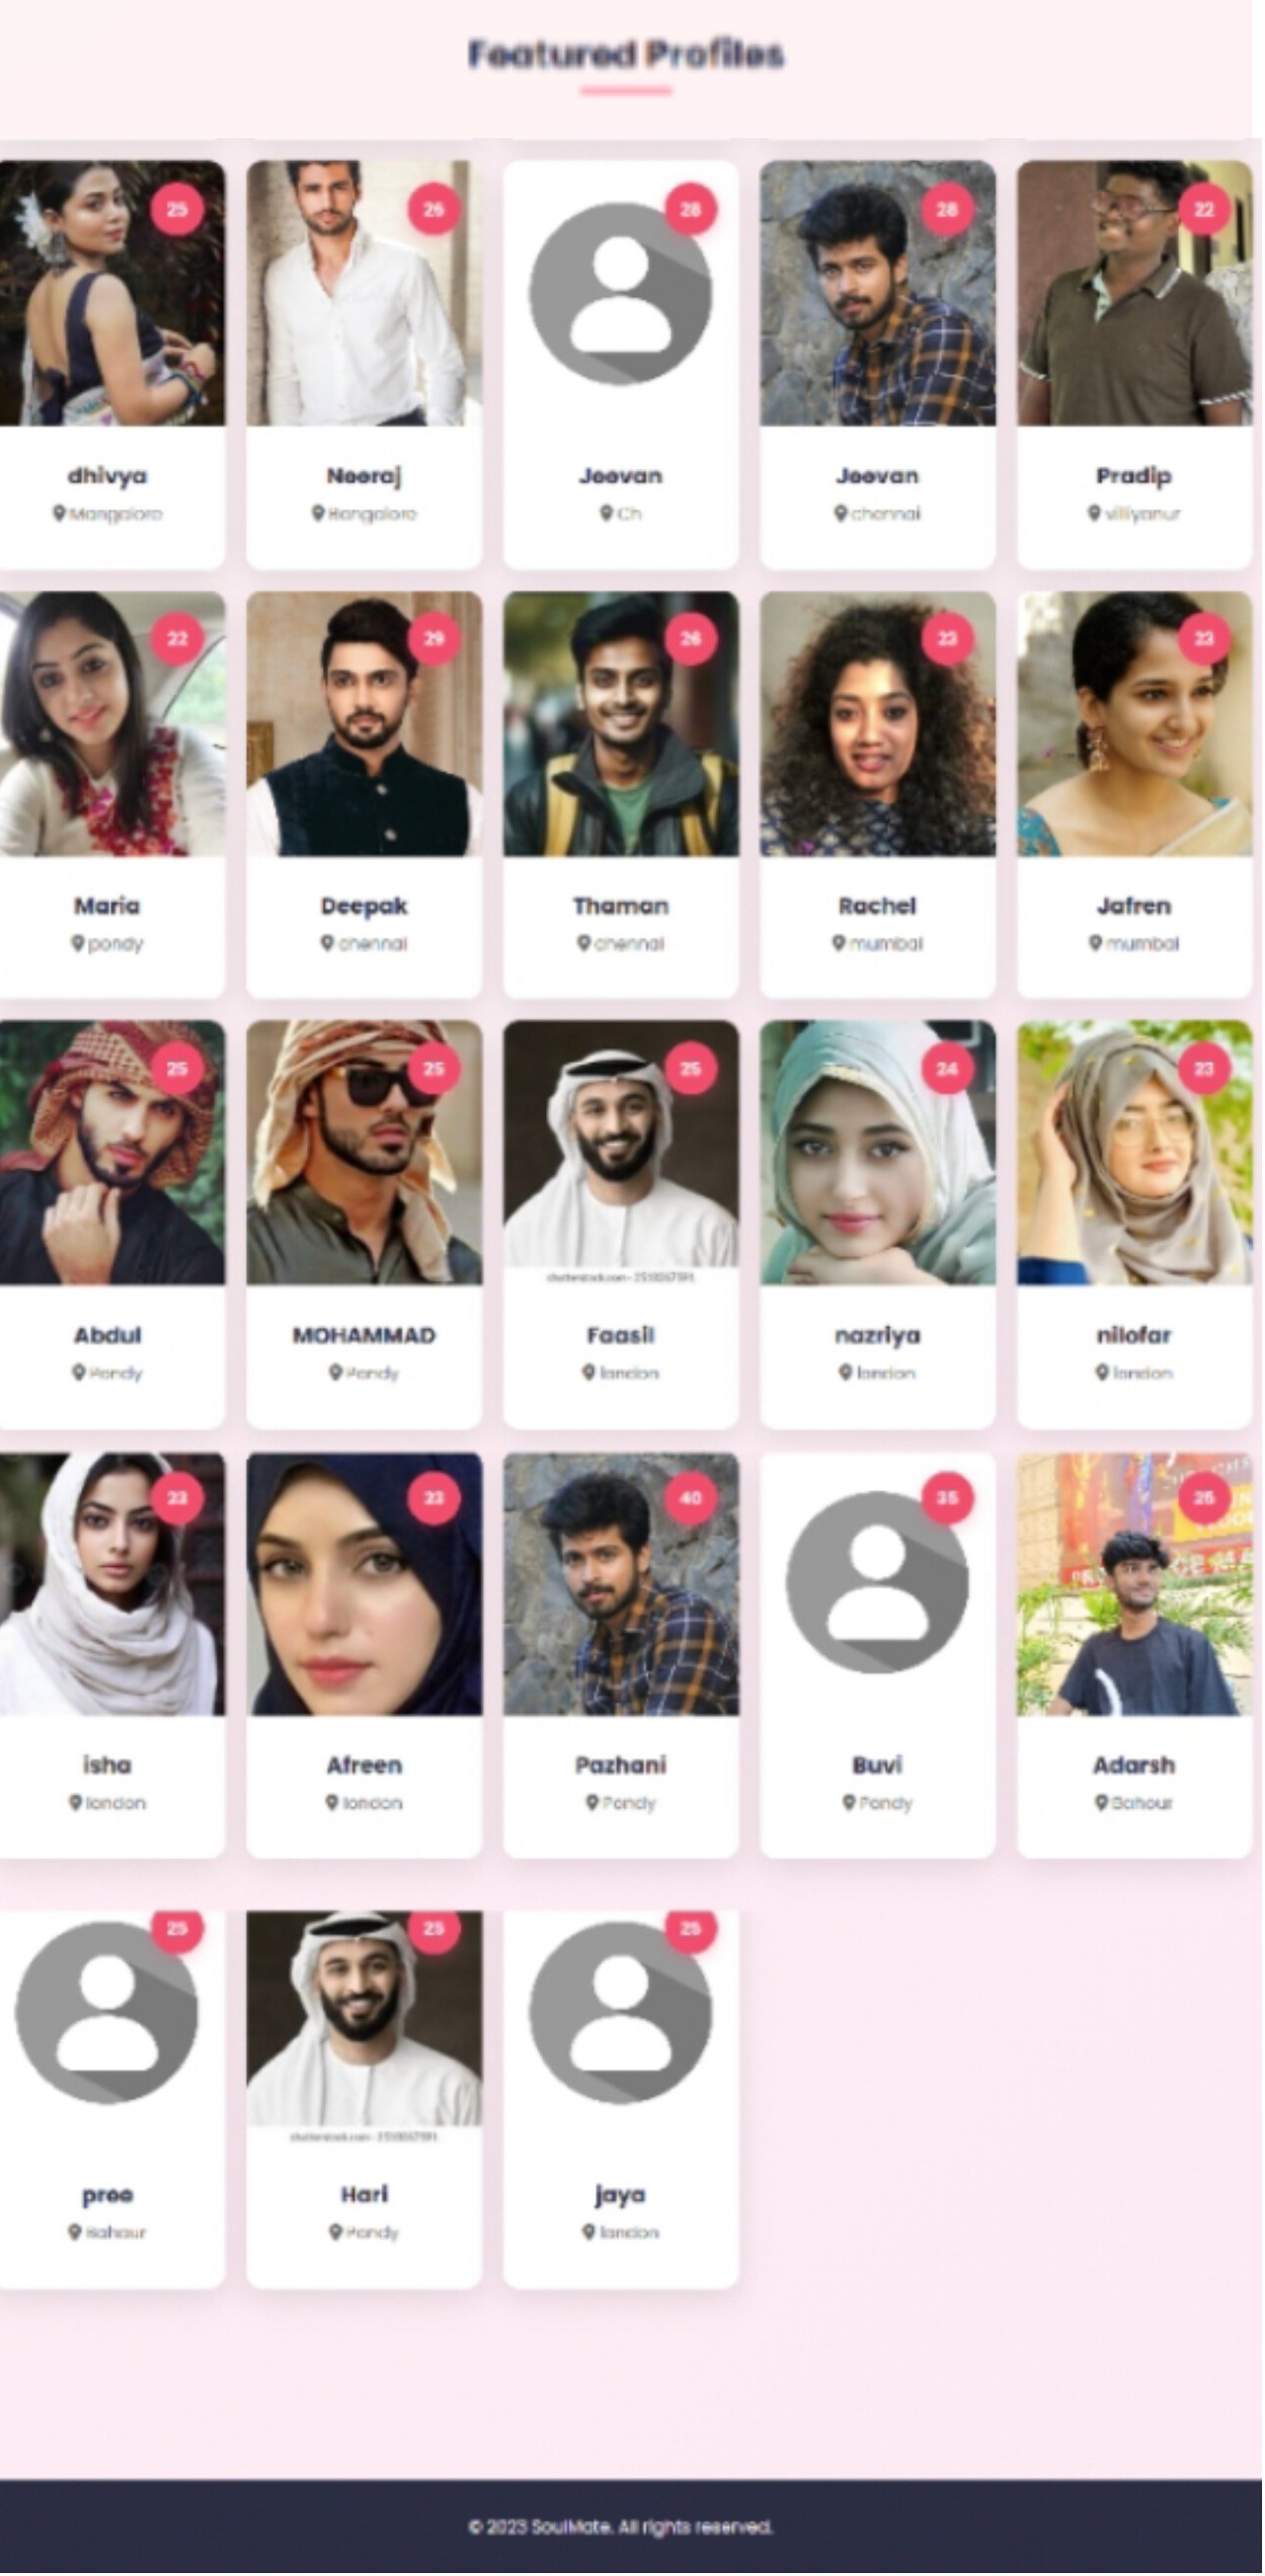 Featured Profiles
25
26
28
28
22
dhivya
Neeraj
Jeevan
Jeevan
Pradip
Mangalore
Bangalore
Ch
chennai
villiyanur
22
29
26
23
23
Maria
Deepak
Thaman
Rachel
Jafren
pondy
chennai
chennai
mumbai
mumbai
25
25
25
24
23
Abdul
MOHAMMAD
Faasil
nazriya
nilofar
Pondy
Pondy
london
london
london
23
23
40
35
26
isha
Afreen
Pazhani
Buvi
Adarsh
london
london
Pondy
Pondy
Bahour
25
25
25
pree
Hari
jaya
Bahour
Pondy
london
© 2023 SoulMate. All rights reserved.